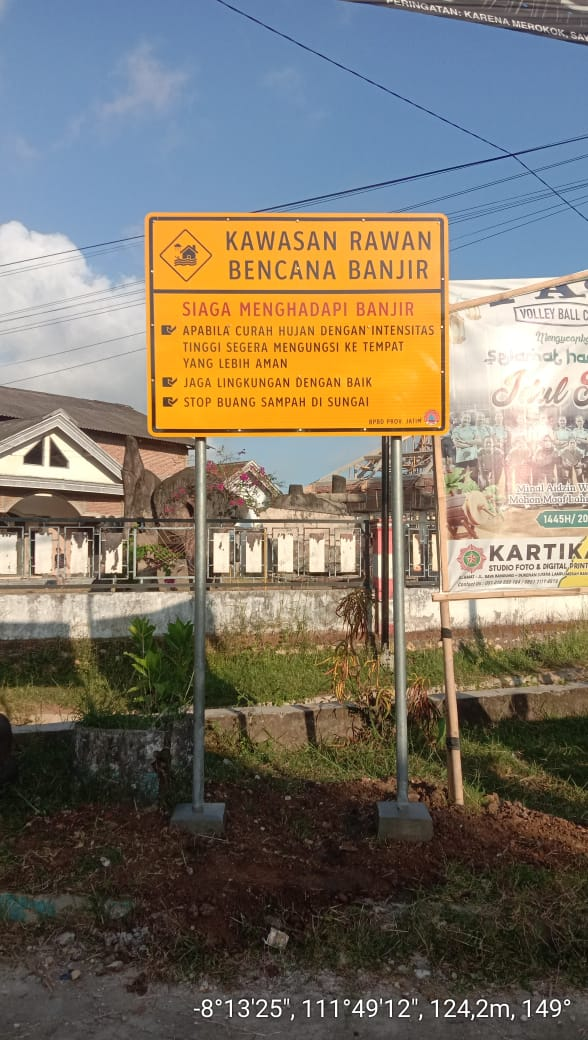 PERINGATAN: KARENA MEROKOK,
KAWASAN RAWAN
BENCANA BANJIR
SIAGA MENGHADAPI BANJIR
APABILA CURAH HUJAN DENGAN INTENSITAS
TINGGI SEGERA MENGUNGSI KE TEMPAT
YANG LEBIH AMAN
JAGA LINGKUNGAN DENGAN BAIK
STOP BUANG SAMPAH DI SUNGAI
BPBD PROV. JATIM
VOLLEY BALL
Selamat
1445H/
KARTIK
STUDIO FOTO & DIGITAL
-8°13'25", 111°49'12", 124,2m, 149°